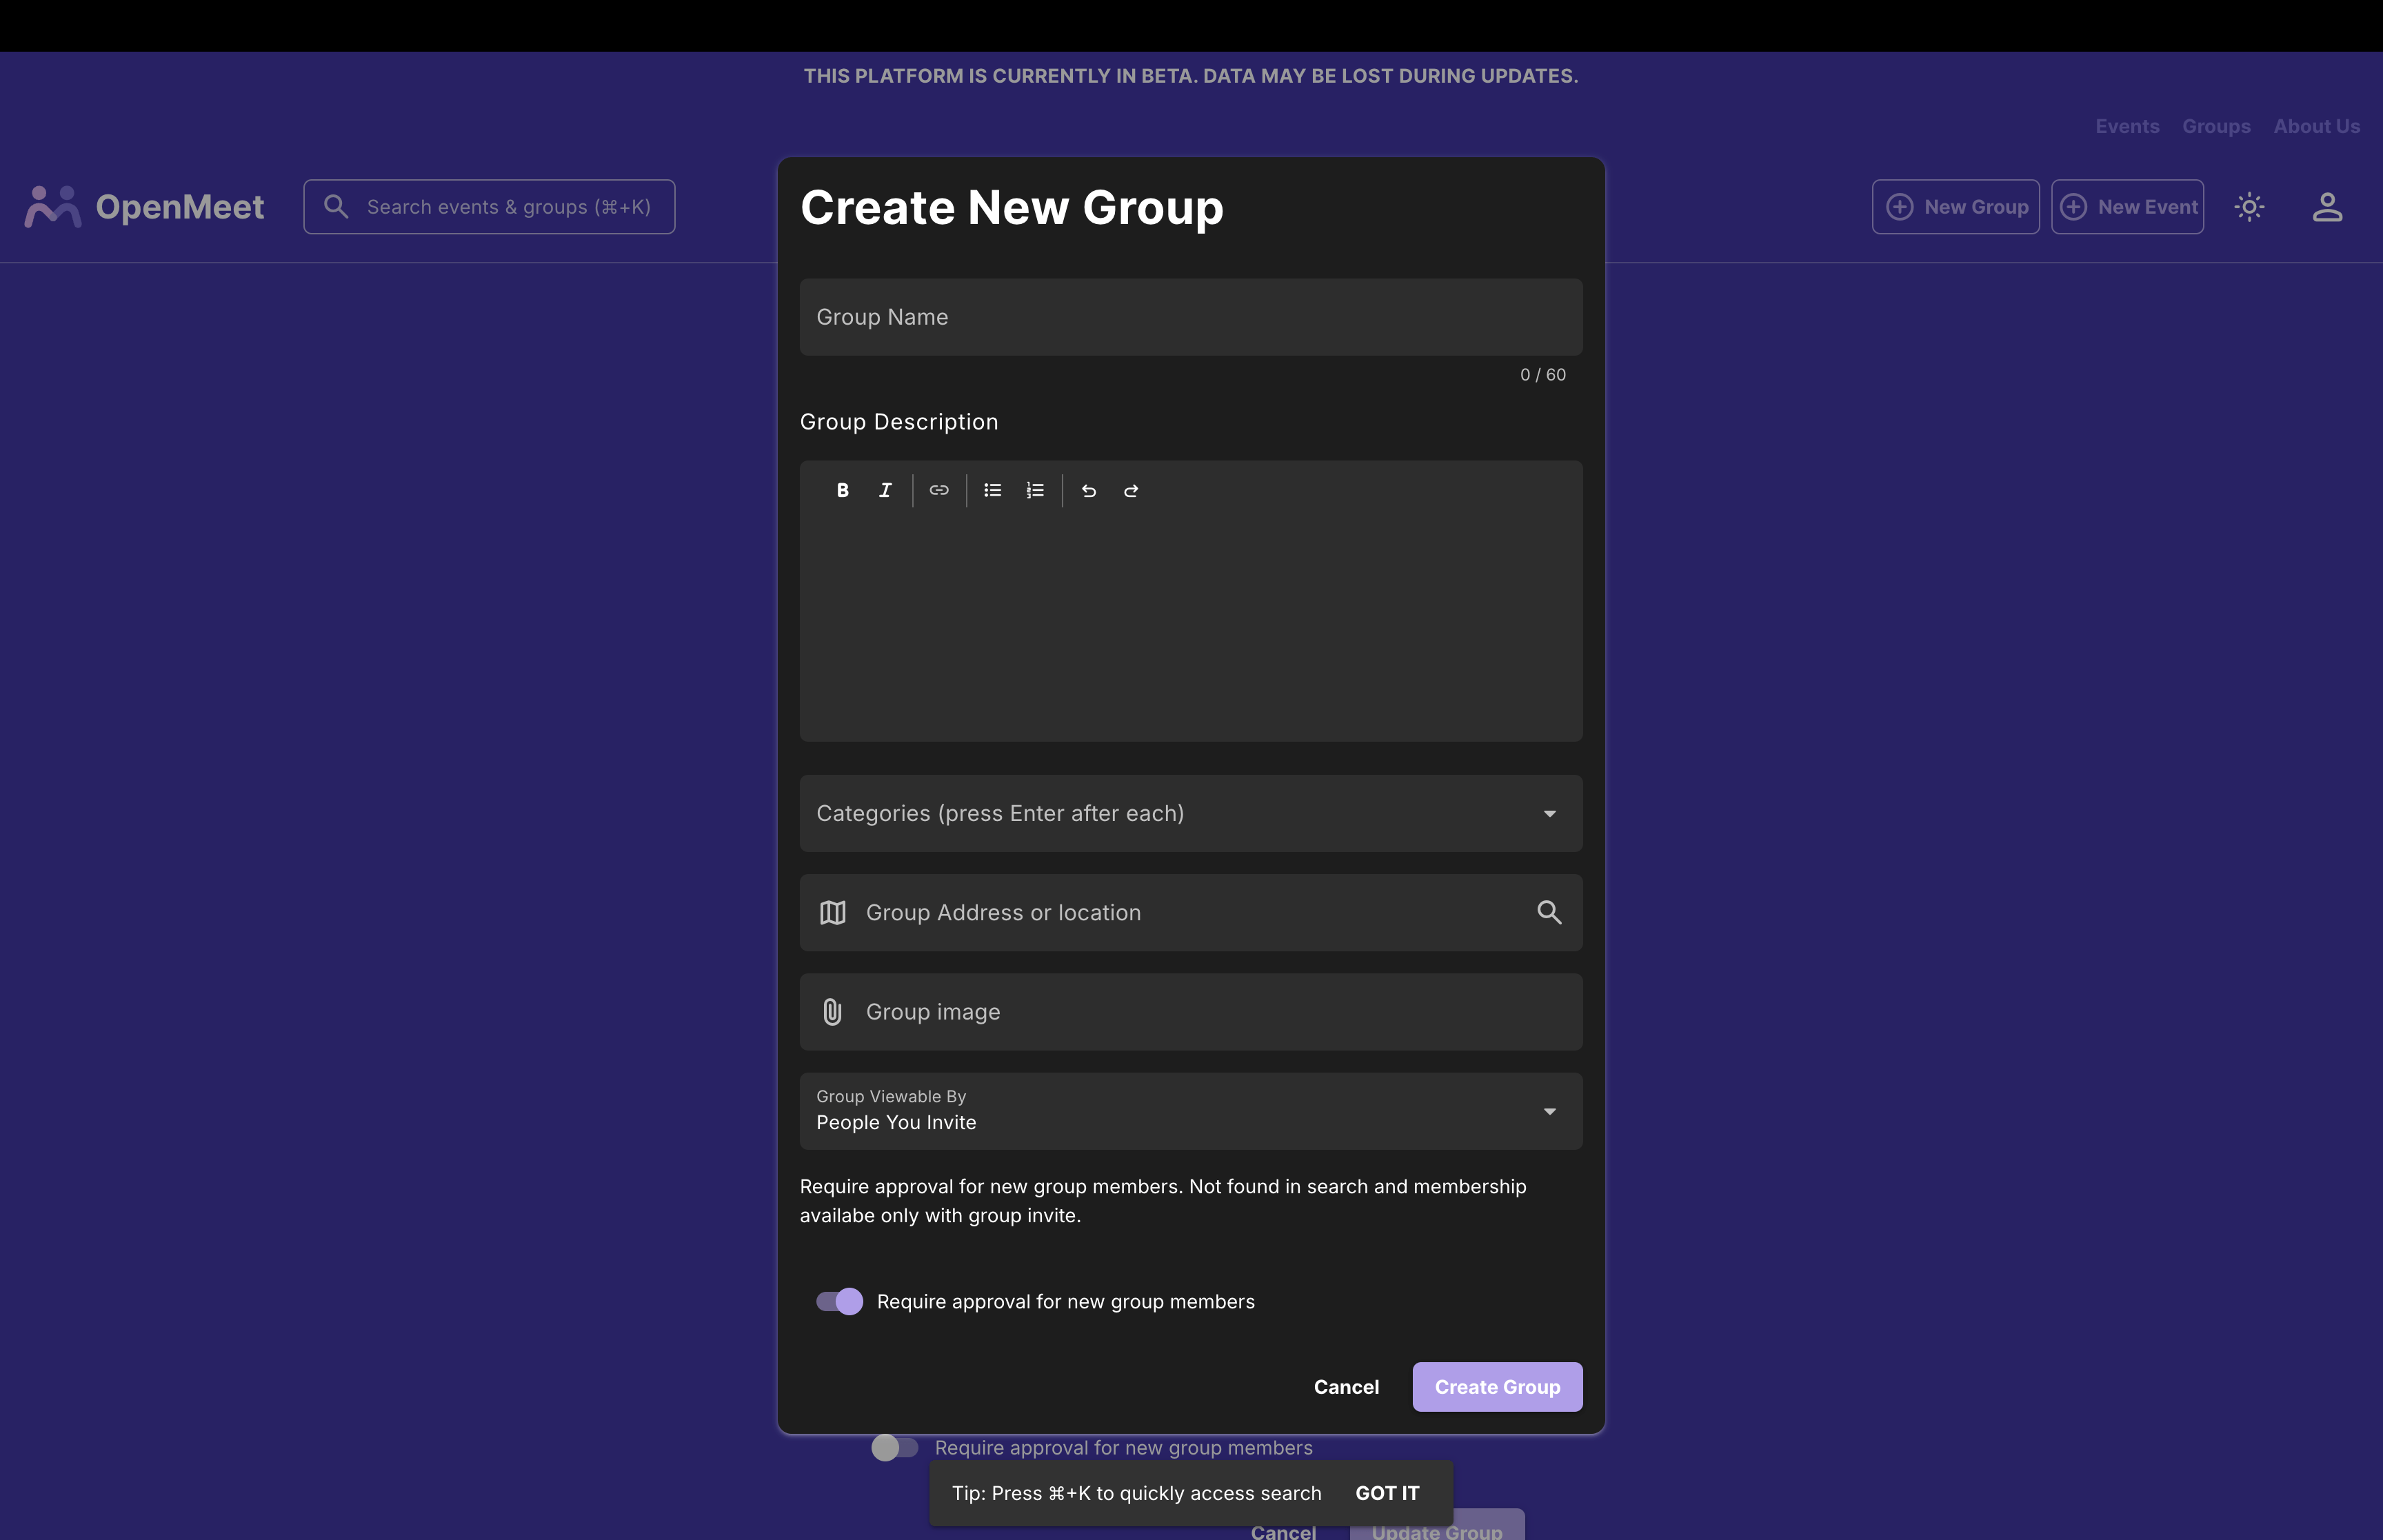 THIS PLATFORM IS CURRENTLY IN BETA. DATA MAY BE LOST DURING UPDATES.
Events Groups About Us
OpenMeet
Search events & groups (⌘+K)
New Group
New Event
Create New Group
Group Name
0 / 60
Group Description
B I
Categories (press Enter after each)
Group Address or location
Group image
Group Viewable By
People You Invite
Require approval for new group members. Not found in search and membership
availabe only with group invite.
Require approval for new group members
Cancel
Create Group
Require approval for new group members
Tip: Press ⌘+K to quickly access search
GOT IT
Cancel
Update Group